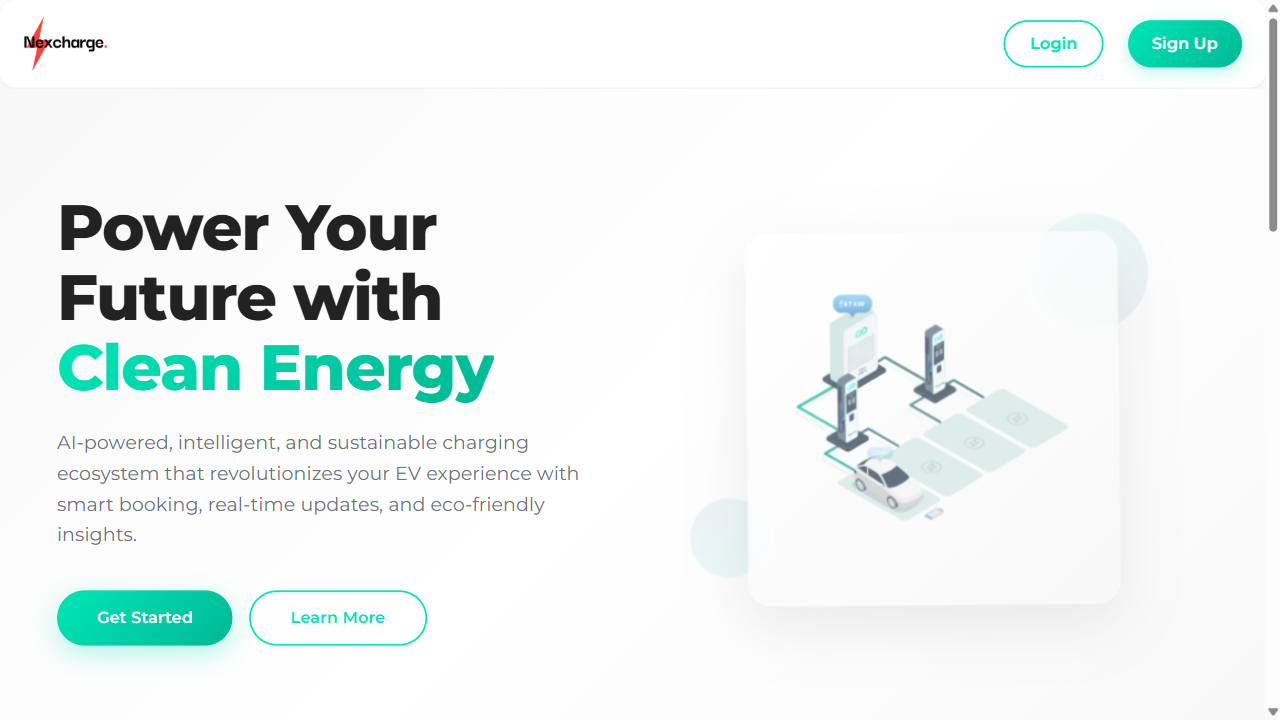 Nexcharge.
Login
Sign Up
Power Your
Future with
Clean Energy
AI-powered, intelligent, and sustainable charging
ecosystem that revolutionizes your EV experience with
smart booking, real-time updates, and eco-friendly
insights.
Get Started
Learn More